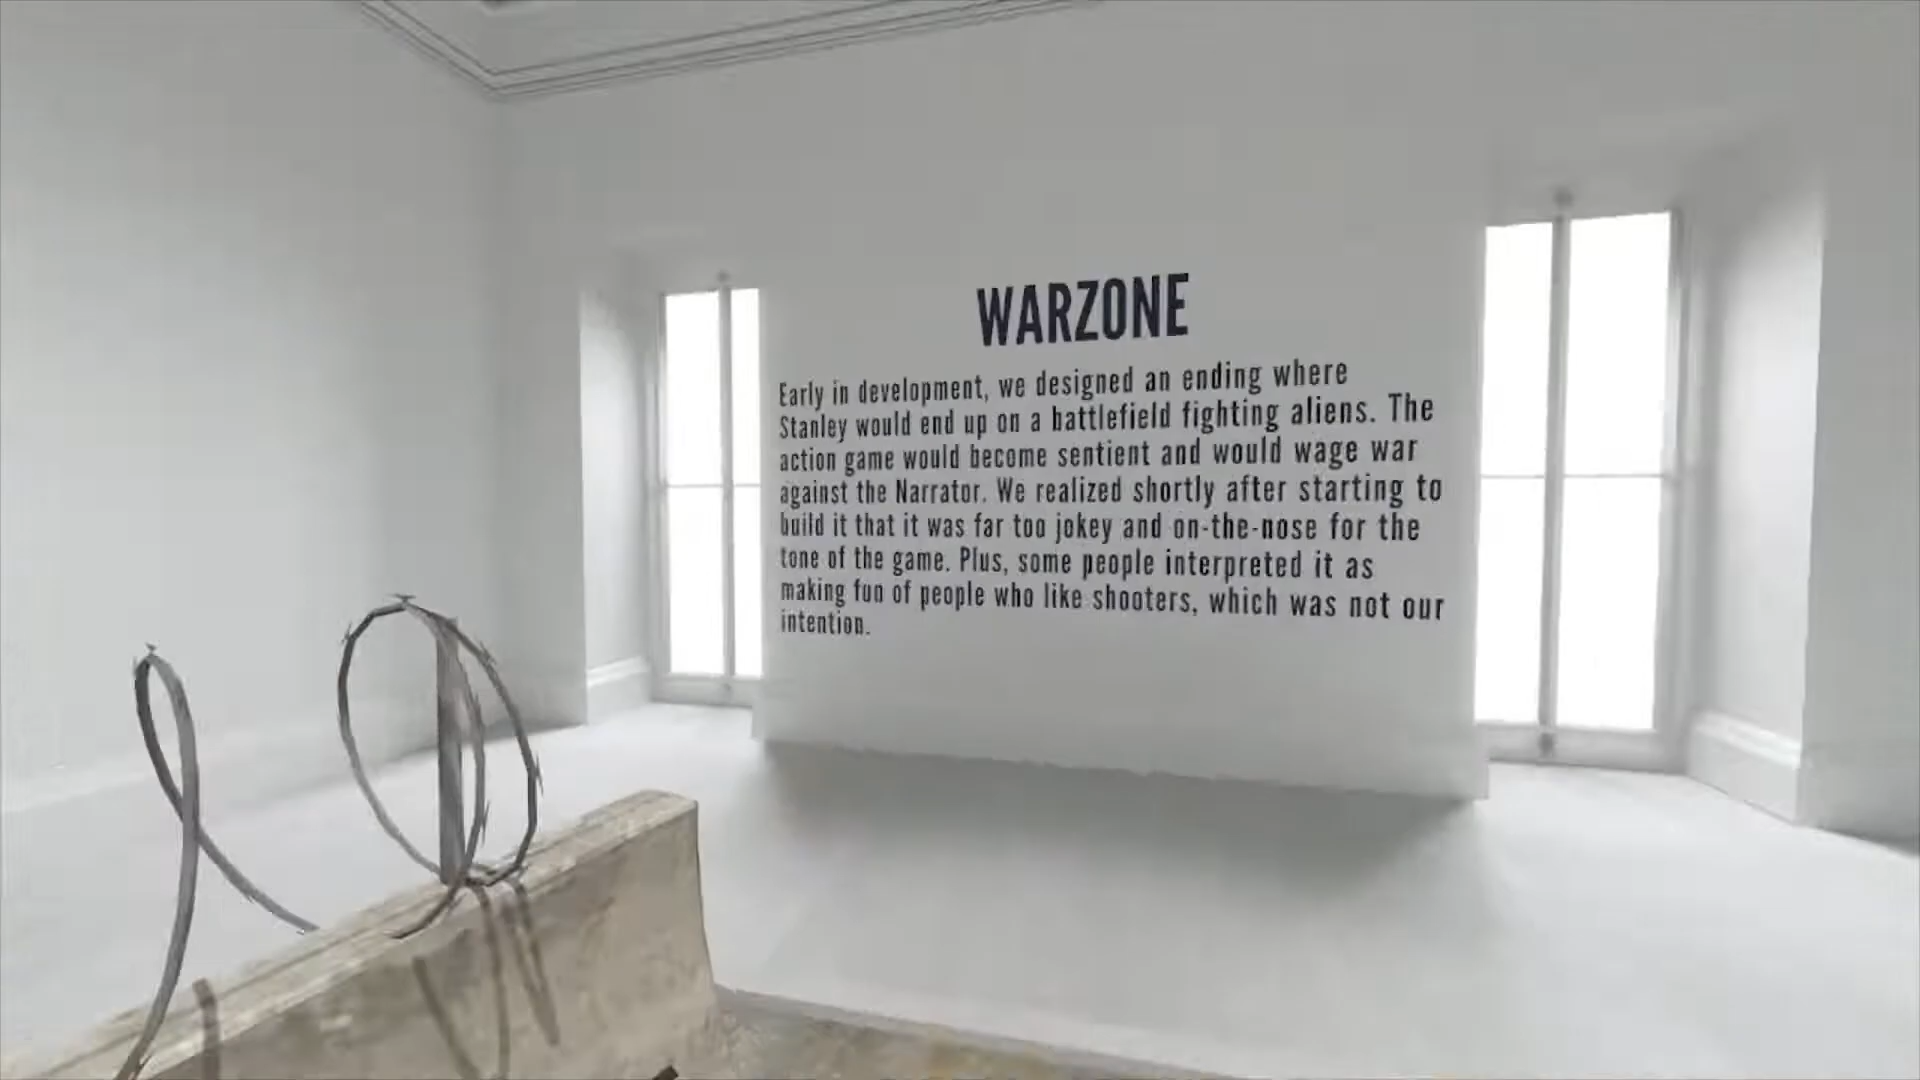 WARZONE
Early in development, we designed an ending where
Stanley would end up on a battlefield fighting aliens. The
action game would become sentient and would wage war
against the Narrator. We realized shortly after starting to
build it that it was far too jokey and on-the-nose for the
tone of the game. Plus, some people interpreted it as
making fun of people who like shooters, which was not our
intention.